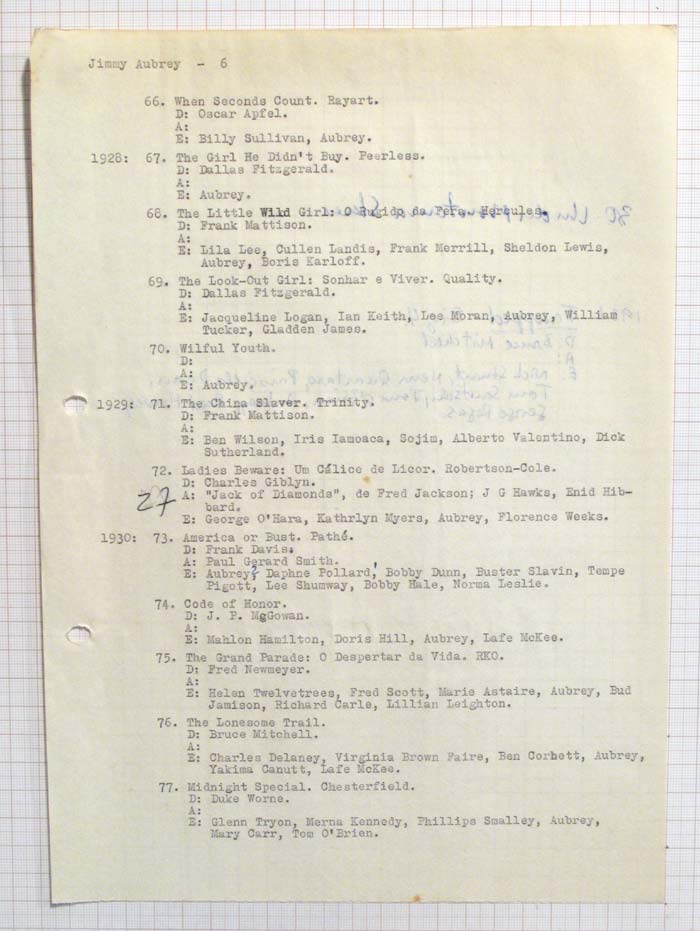 Jimmy Aubrey - 6
66. When Seconds Count. Rayart.
D: Oscar Apfel.
A:
E: Billy Sullivan, Aubrey.
1928: 67. The Girl He Didn't Buy. Peerless.
D: Dallas Fitzgerald.
A:
E: Aubrey.
68. The Little Wild Girl: O Rugido da Fera. Hercules.
D: Frank Mattison.
A:
E: Lila Lee, Cullen Landis, Frank Merrill, Sheldon Lewis,
Aubrey, Boris Karloff.
69. The Look-Out Girl: Sonhar e Viver. Quality.
D: Dallas Fitzgerald.
A:
E: Jacqueline Logan, Ian Keith, Lee Moran, Aubrey, William
Tucker, Gladden James.
70. Wilful Youth.
D:
A:
E: Aubrey.
1929: 71. The China Slaver. Trinity.
D: Frank Mattison.
A:
E: Ben Wilson, Iris Iamoaca, Sojim, Alberto Valentino, Dick
Sutherland.
72. Ladies Beware: Um Cálice de Licor. Robertson-Cole.
D: Charles Giblyn.
27 A: "Jack of Diamonds", de Fred Jackson; J G Hawks, Enid Hib-
bard.
E: George O'Hara, Kathrlyn Myers, Aubrey, Florence Weeks.
1930: 73. America or Bust. Pathé.
D: Frank Davis.
A: Paul Gerard Smith.
E: Aubrey, Daphne Pollard, Bobby Dunn, Buster Slavin, Tempe
Pigott, Lee Shumway, Bobby Hale, Norma Leslie.
74. Code of Honor.
D: J. P. McGowan.
A:
E: Mahlon Hamilton, Doris Hill, Aubrey, Lafe McKee.
75. The Grand Parade: O Despertar da Vida. RKO.
D: Fred Newmeyer.
A:
E: Helen Twelvetrees, Fred Scott, Marie Astaire, Aubrey, Bud
Jamison, Richard Carle, Lillian Leighton.
76. The Lonesome Trail.
D: Bruce Mitchell.
A:
E: Charles Delaney, Virginia Brown Faire, Ben Corbett, Aubrey,
Yakima Canutt, Lafe McKee.
77. Midnight Special. Chesterfield.
D: Duke Worne.
A:
E: Glenn Tryon, Merna Kennedy, Phillips Smalley, Aubrey,
Mary Carr, Tom O'Brien.